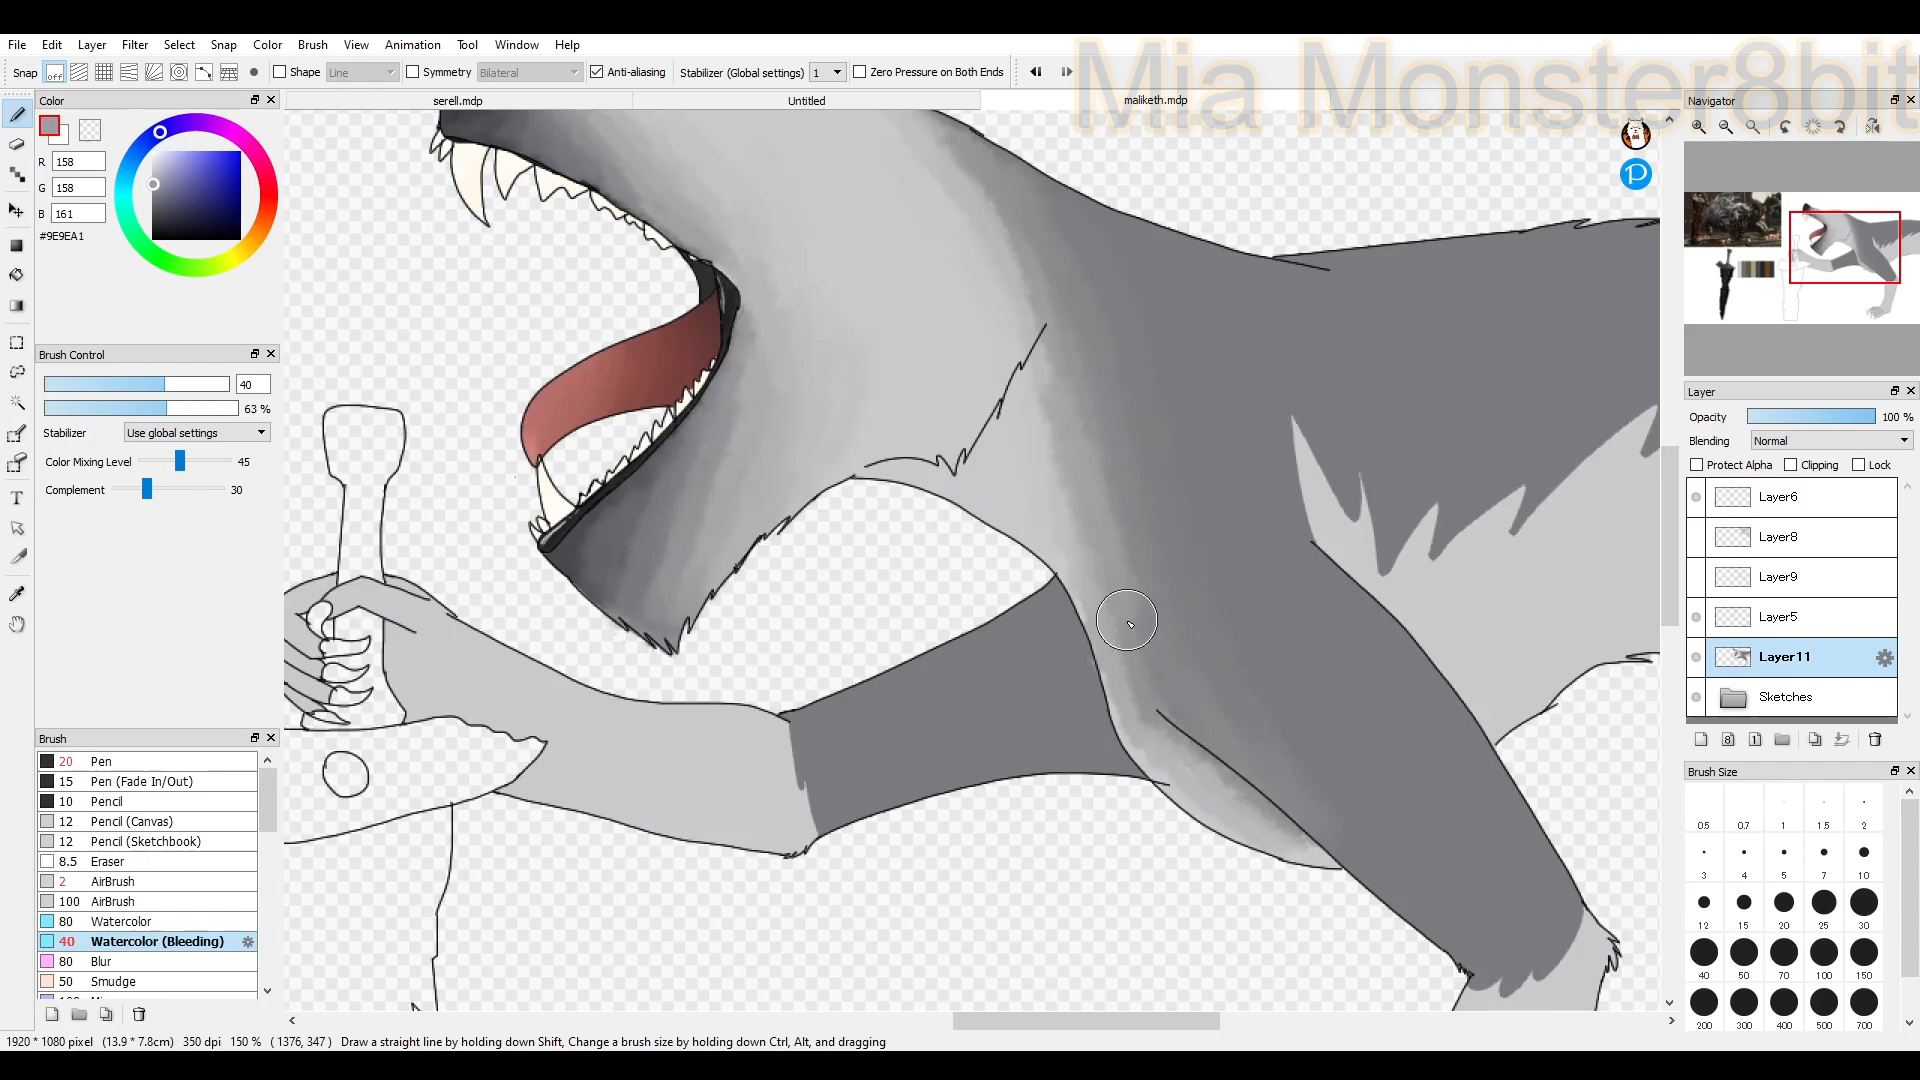 File Edit Layer Filter Select Snap Color Brush View Animation Tool Window Help
Snap off Shape Line Symmetry Bilateral Anti-aliasing Stabilizer (Global settings) 1 Zero Pressure on Both Ends
Mia Monster8bit
Color
serell.mdp Untitled maliketh.mdp
Navigator
R 158
G 158
B 161
#9E9EA1
P
Brush Control
40
63 %
Stabilizer Use global settings
Color Mixing Level 45
Complement 30
Layer
Opacity 100 %
Blending Normal
Protect Alpha Clipping Lock
Layer6
Layer8
Layer9
Layer5
Layer11
Sketches
8 1
Brush
20 Pen
15 Pen (Fade In/Out)
10 Pencil
12 Pencil (Canvas)
12 Pencil (Sketchbook)
8.5 Eraser
2 AirBrush
100 AirBrush
80 Watercolor
40 Watercolor (Bleeding)
80 Blur
50 Smudge
Brush Size
0.5 0.7 1 1.5 2
3 4 5 7 10
12 15 20 25 30
40 50 70 100 150
200 300 400 500 700
1920 * 1080 pixel (13.9 * 7.8cm) 350 dpi 150 % ( 1376, 347 ) Draw a straight line by holding down Shift, Change a brush size by holding down Ctrl, Alt, and dragging